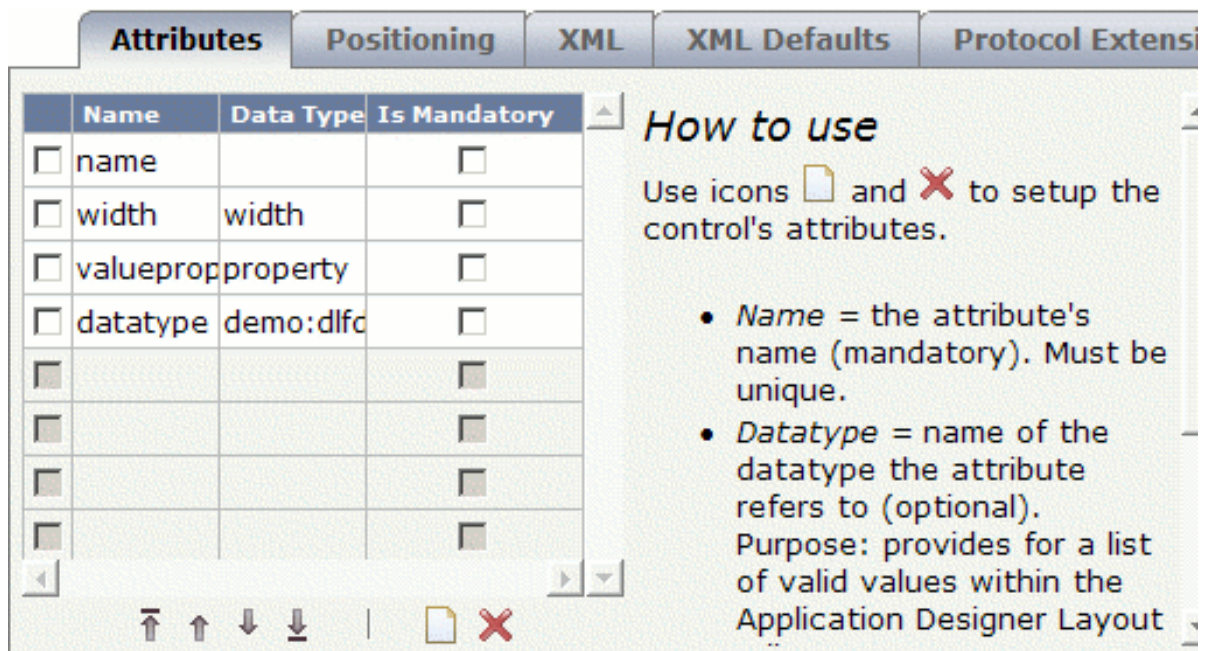 Attributes Positioning XML XML Defaults Protocol
Name Data Type Is Mandatory
name
width width
property
datatype
How to use
Use icons and to setup the
control's attributes.
• Name = the attribute's
name (mandatory). Must be
unique.
• Datatype = name of the
datatype the attribute
refers to (optional).
Purpose: provides for a list
of valid values within the
Application Designer Layout